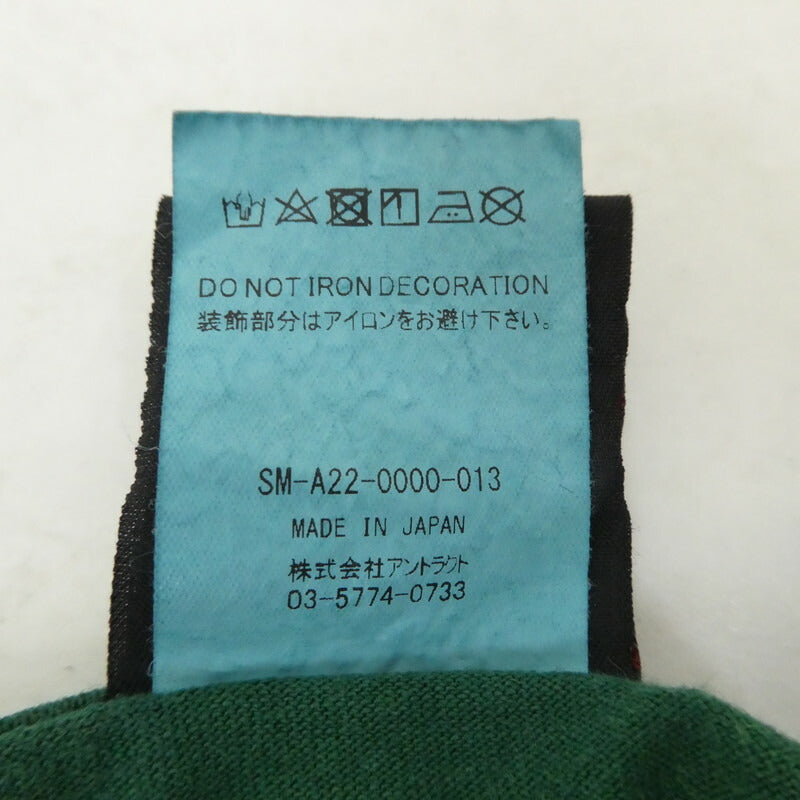 DO NOT IRON DECORATION
装飾部分はアイロンをお避け下さい。
SM-A22-0000-013
MADE IN JAPAN
株式会社アントラクト
03-5774-0733